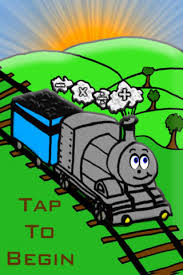 − × ÷ +
Tap
To
Begin